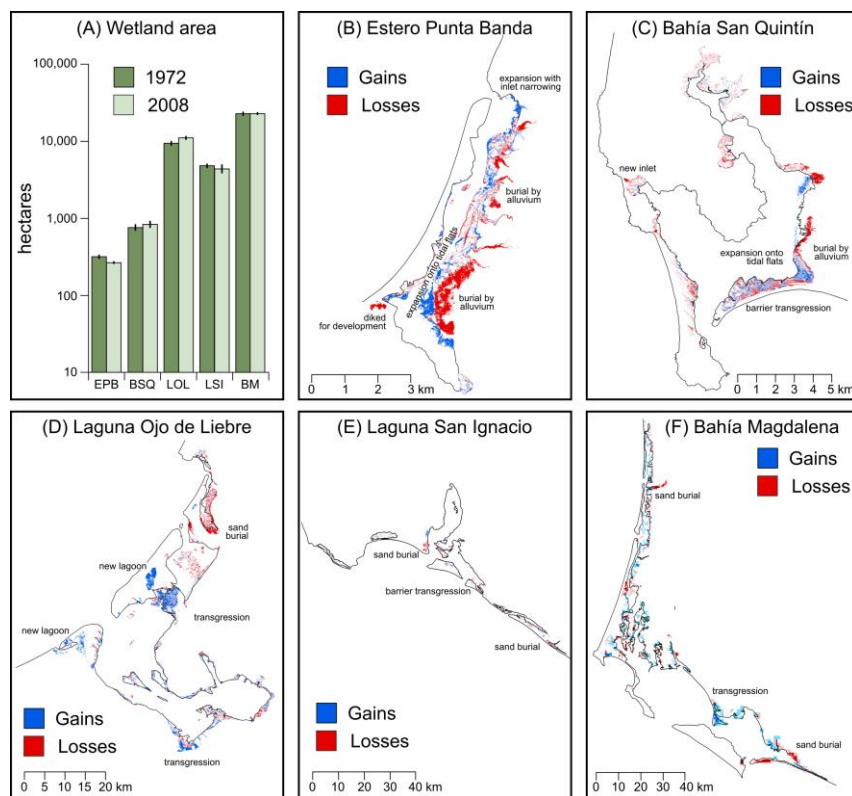 (A) Wetland area
100,000
10,000
1,000
100
10
hectares
1972
2008
EPB BSQ LOL LSI BM
(B) Estero Punta Banda
Gains
Losses
expansion with
inlet narrowing
burial by
alluvium
expansion onto tidal flats
burial by
alluvium
diked
for development
0 1 2 3 km
(C) Bahía San Quintín
Gains
Losses
new inlet
expansion onto
tidal flats
burial by
alluvium
barrier transgression
0 1 2 3 4 5 km
(D) Laguna Ojo de Liebre
sand
burial
new lagoon
transgression
new lagoon
Gains
Losses
transgression
0 5 10 15 20 km
(E) Laguna San Ignacio
sand burial
barrier transgression
sand burial
Gains
Losses
0 10 20 30 40 km
(F) Bahía Magdalena
Gains
Losses
sand burial
transgression
sand burial
0 10 20 30 40 km